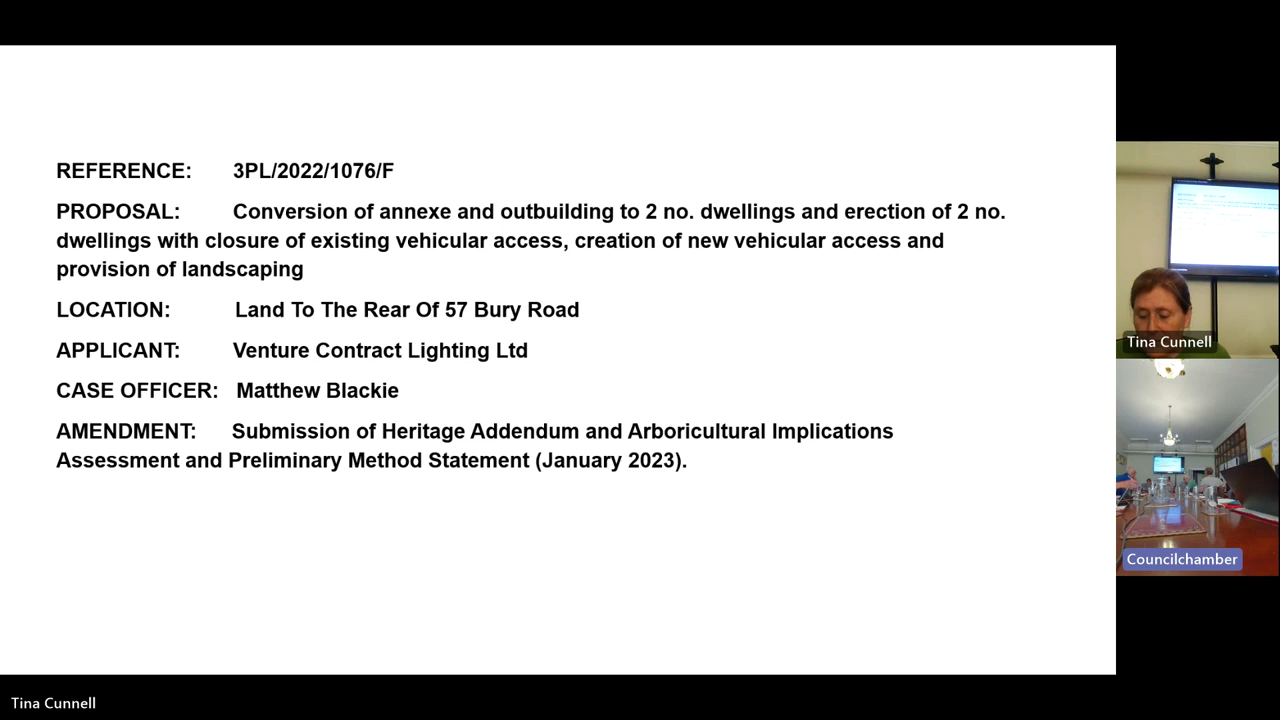 REFERENCE: 3PL/2022/1076/F
PROPOSAL: Conversion of annexe and outbuilding to 2 no. dwellings and erection of 2 no.
dwellings with closure of existing vehicular access, creation of new vehicular access and
provision of landscaping
LOCATION: Land To The Rear Of 57 Bury Road
APPLICANT: Venture Contract Lighting Ltd
CASE OFFICER: Matthew Blackie
AMENDMENT: Submission of Heritage Addendum and Arboricultural Implications
Assessment and Preliminary Method Statement (January 2023).
Tina Cunnell
Councilchamber
Tina Cunnell